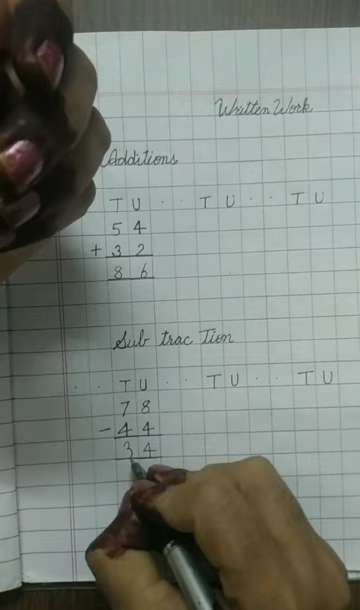 Written Work
Additions
T U . . T U . . T U
5 4
+ 3 2
8 6
Sub trac Tion
. . T U . . T U . . T U
7 8
- 4 4
3 4